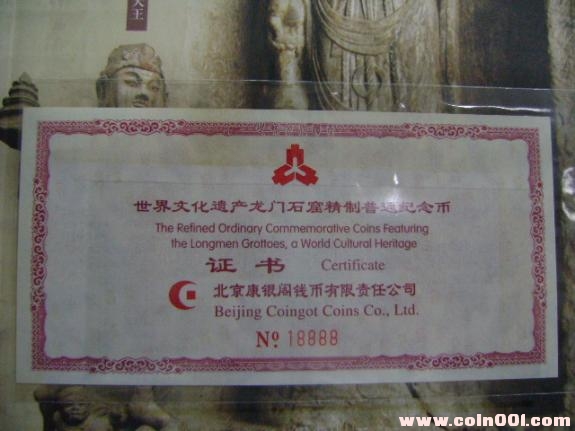 天王
世界文化遗产龙门石窟精制普通纪念币
The Refined Ordinary Commemorative Coins Featuring
the Longmen Grottoes, a World Cultural Heritage
证书 Certificate
北京康银阁钱币有限责任公司
Beijing Coingot Coins Co., Ltd.
№ 18888
www.coin001.com